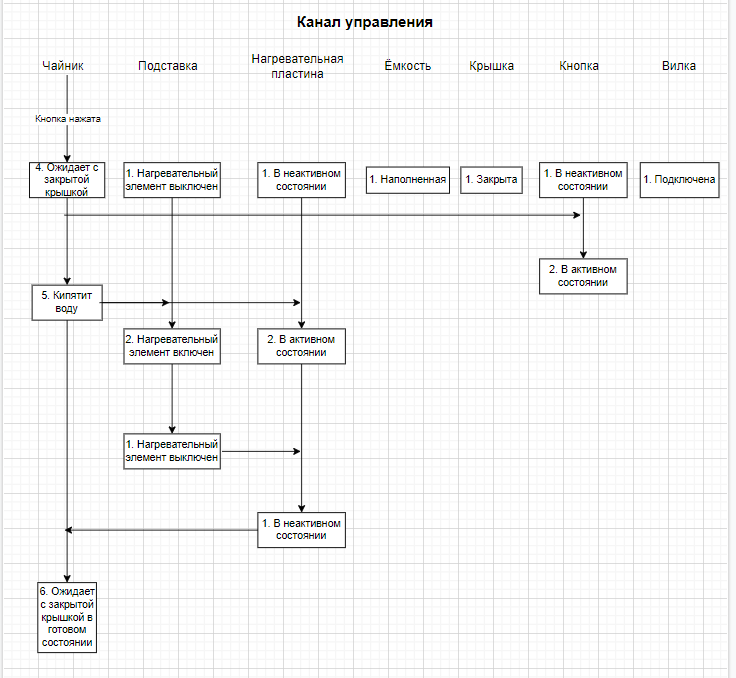 Канал управления
Чайник
Подставка
Нагревательная
пластина
Ёмкость
Крышка
Кнопка
Вилка
Кнопка нажата
4. Ожидает с
закрытой
крышкой
1. Нагревательный
элемент выключен
1. В неактивном
состоянии
1. Наполненная
1. Закрыта
1. В неактивном
состоянии
1. Подключена
2. В активном
состоянии
5. Кипятит
воду
2. Нагревательный
элемент включен
2. В активном
состоянии
1. Нагревательный
элемент выключен
1. В неактивном
состоянии
6. Ожидает
с закрытой
крышкой в
готовом
состоянии